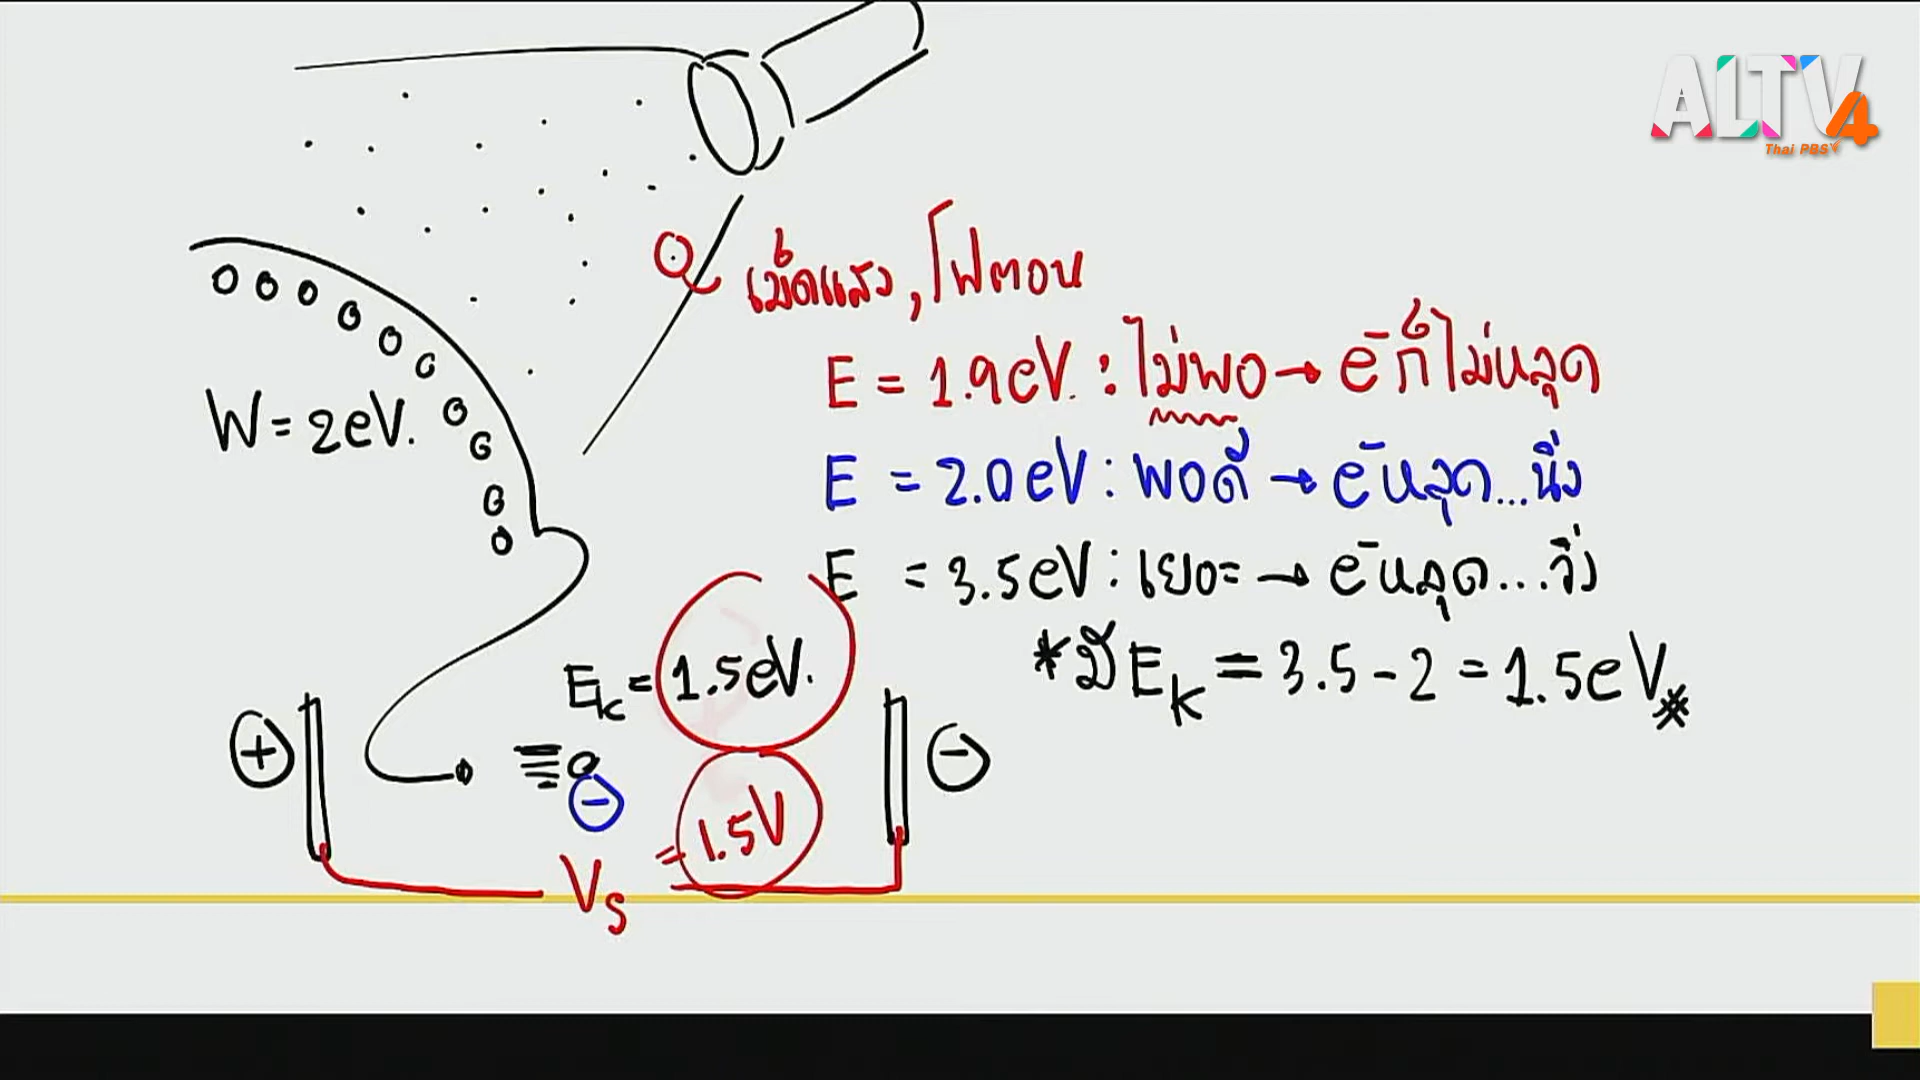 ALTV4
Thai PBS
เม็ดแสง, โฟตอน
E = 1.9eV. : ไม่พอ → e⁻ ก็ไม่หลุด
W = 2eV.
E = 2.0eV : พอดี → e⁻ หลุด...นิ่ง
E = 3.5eV : เยอะ → e⁻ หลุด...วิ่ง
Ek = 1.5eV.
*มี Ek = 3.5 - 2 = 1.5eV*
+
-
-
Vs = 1.5V